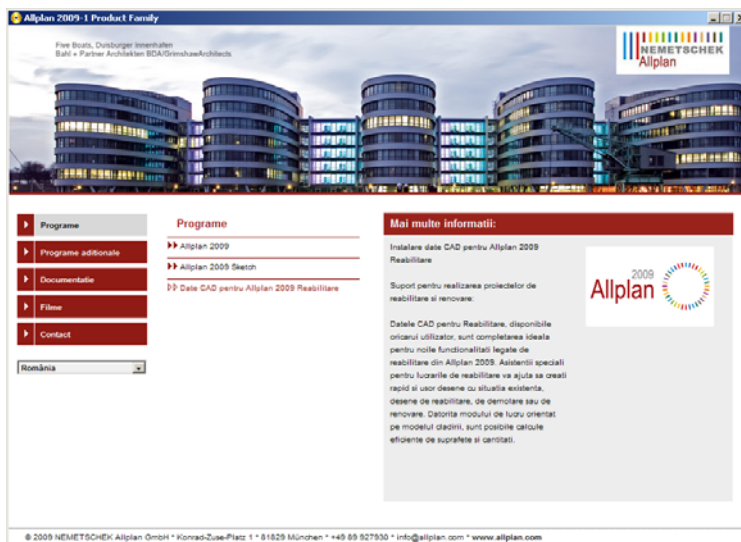 Allplan 2009-1 Product Family
Five Boats, Duisburger Innenhafen
Bahl + Partner Architekten BDA/GrimshawArchitects
NEMETSCHEK
Allplan
Programe
Programe aditionale
Documentatie
Filme
Contact
România
Programe
Allplan 2009
Allplan 2009 Sketch
Date CAD pentru Allplan 2009 Reabilitare
Mai multe informatii:
Instalare date CAD pentru Allplan 2009
Reabilitare
Suport pentru realizarea proiectelor de
reabilitare si renovare:
Datele CAD pentru Reabilitare, disponibile
oricarui utilizator, sunt completarea ideala
pentru noile functionalitati legate de
reabilitare din Allplan 2009. Asistentii speciali
pentru lucrarile de reabilitare va ajuta sa creati
rapid si usor desene cu situatia existenta,
desene de reabilitare, de demolare sau de
renovare. Datorita modului de lucru orientat
pe modelul cladirii, sunt posibile calcule
eficiente de suprafete si cantitati.
2009
Allplan
© 2009 NEMETSCHEK Allplan GmbH * Konrad-Zuse-Platz 1 * 81829 München * +49 89 927930 * info@allplan.com * www.allplan.com